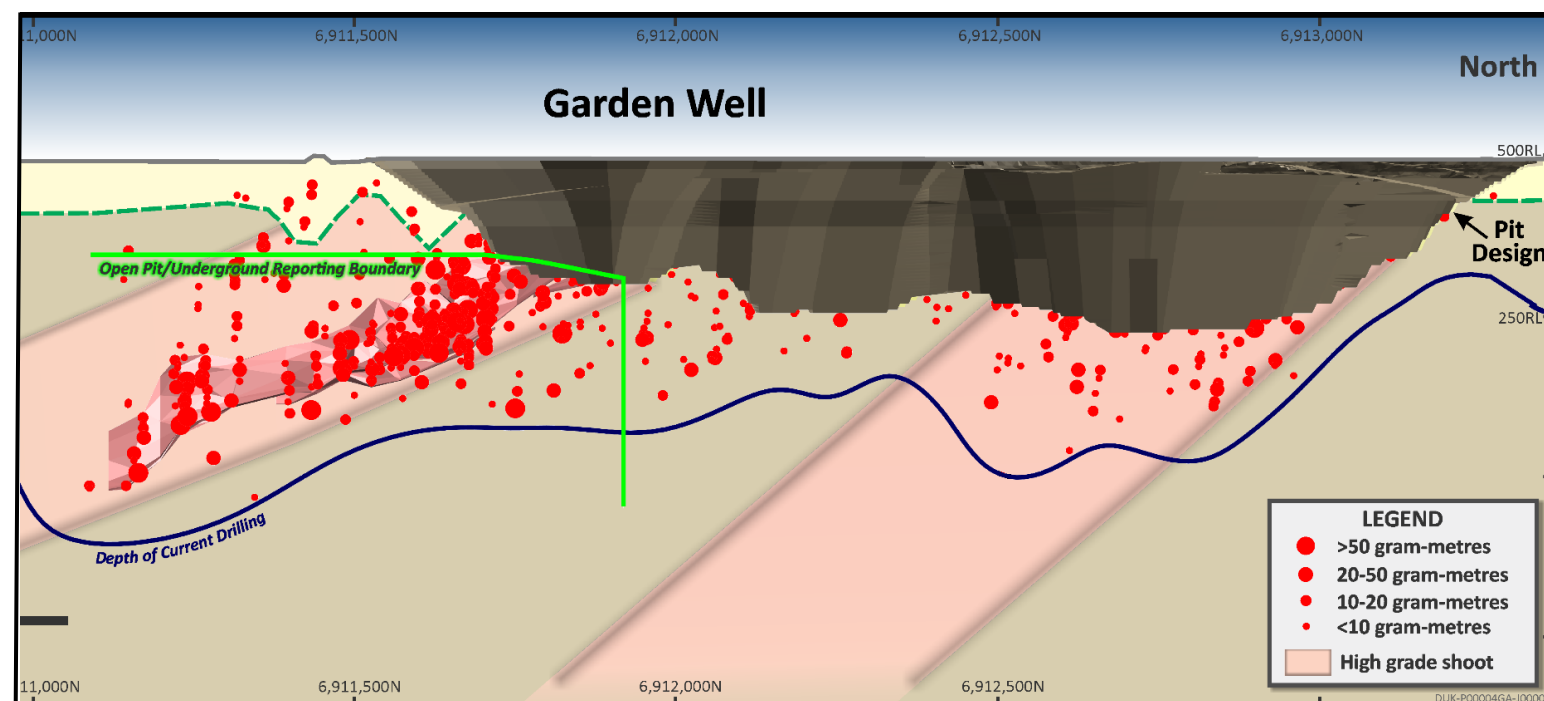 11,000N 6,911,500N 6,912,000N 6,912,500N 6,913,000N
North
Garden Well
500RL
Pit
Design
Open Pit/Underground Reporting Boundary
250RL
Depth of Current Drilling
LEGEND
>50 gram-metres
20-50 gram-metres
10-20 gram-metres
<10 gram-metres
High grade shoot
11,000N 6,911,500N 6,912,000N 6,912,500N